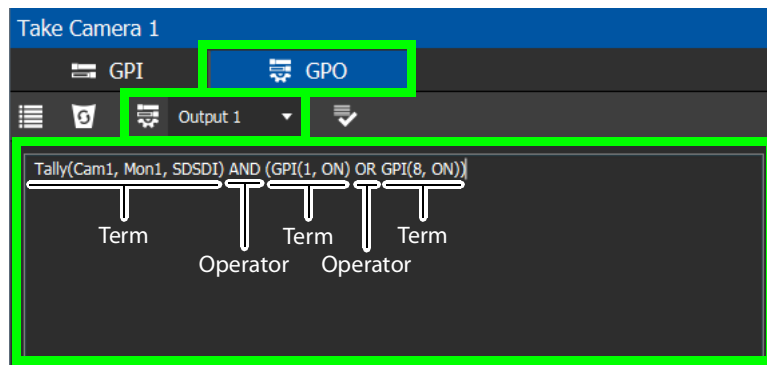 Take Camera 1
GPI GPO
Output 1
Tally(Cam1, Mon1, SDSDI) AND (GPI(1, ON) OR GPI(8, ON))
Term Term Term
Operator Operator